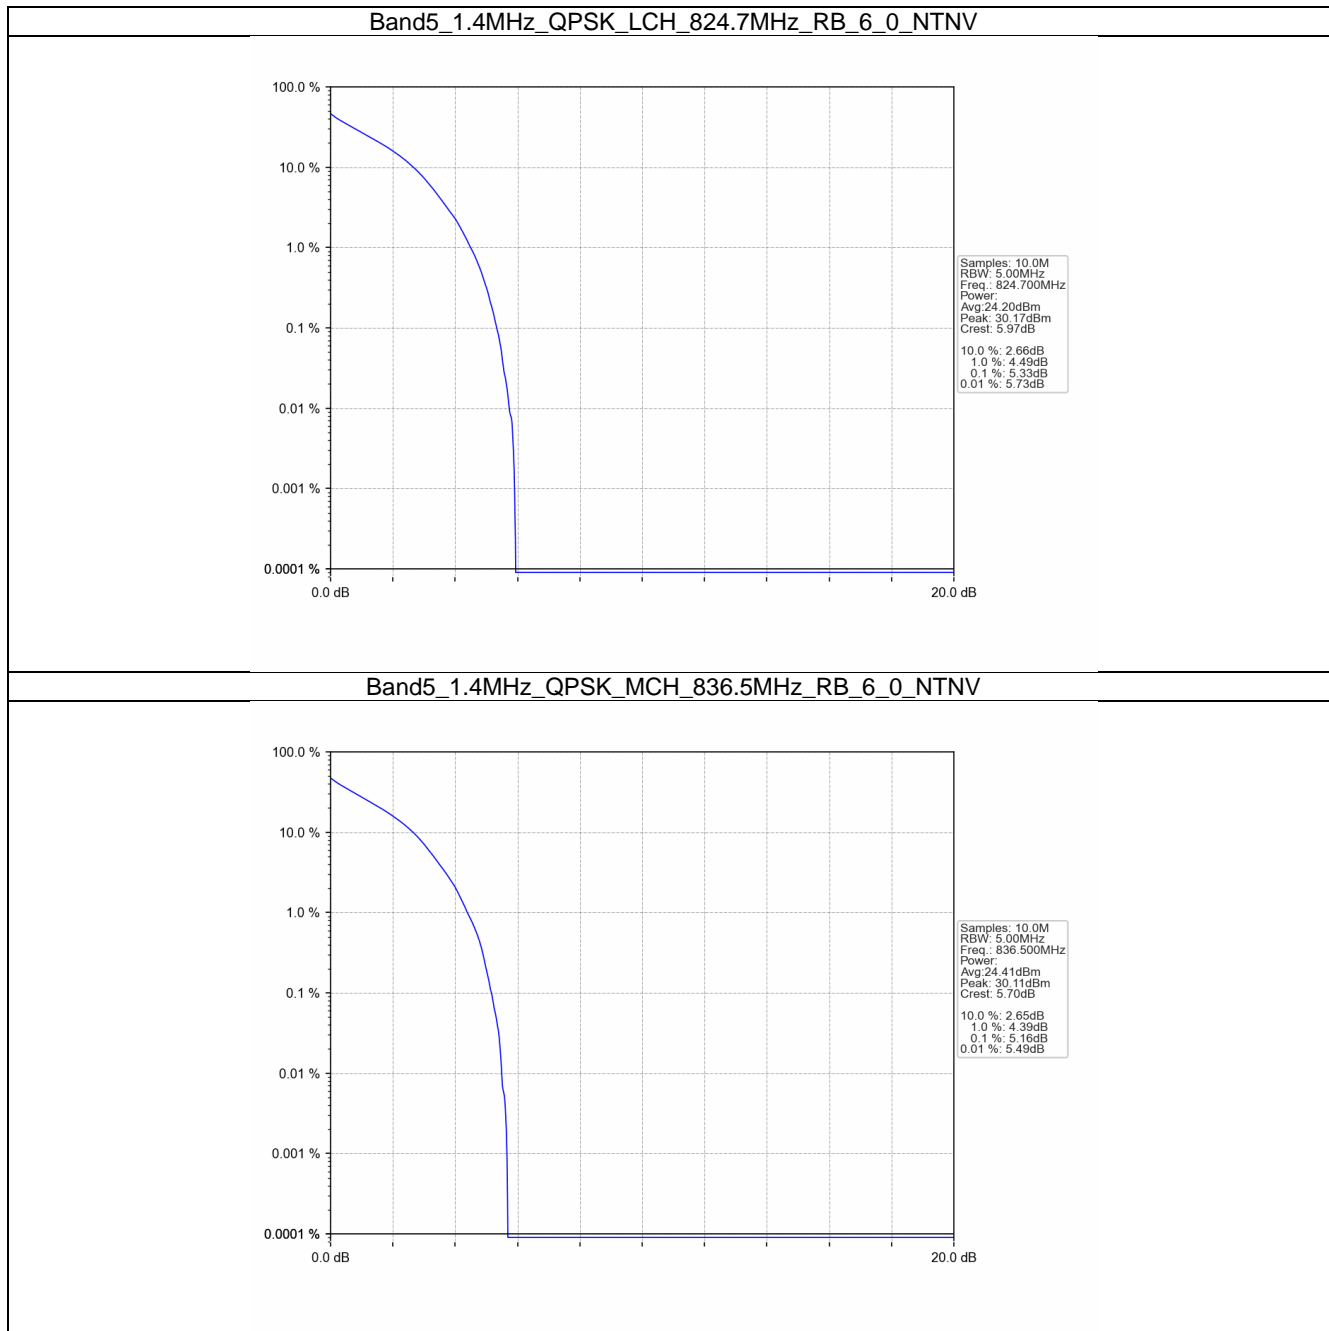 Band5_1.4MHz_QPSK_LCH_824.7MHz_RB_6_0_NTNV
100.0 %
10.0 %
1.0 %
0.1 %
0.01 %
0.001 %
0.0001 %
0.0 dB
20.0 dB
Samples: 10.0M
RBW: 5.00MHz
Freq.: 824.700MHz
Power:
Avg:24.20dBm
Peak: 30.17dBm
Crest: 5.97dB
10.0 %: 2.66dB
1.0 %: 4.49dB
0.1 %: 5.33dB
0.01 %: 5.73dB
Band5_1.4MHz_QPSK_MCH_836.5MHz_RB_6_0_NTNV
100.0 %
10.0 %
1.0 %
0.1 %
0.01 %
0.001 %
0.0001 %
0.0 dB
20.0 dB
Samples: 10.0M
RBW: 5.00MHz
Freq.: 836.500MHz
Power:
Avg:24.41dBm
Peak: 30.11dBm
Crest: 5.70dB
10.0 %: 2.65dB
1.0 %: 4.39dB
0.1 %: 5.16dB
0.01 %: 5.49dB